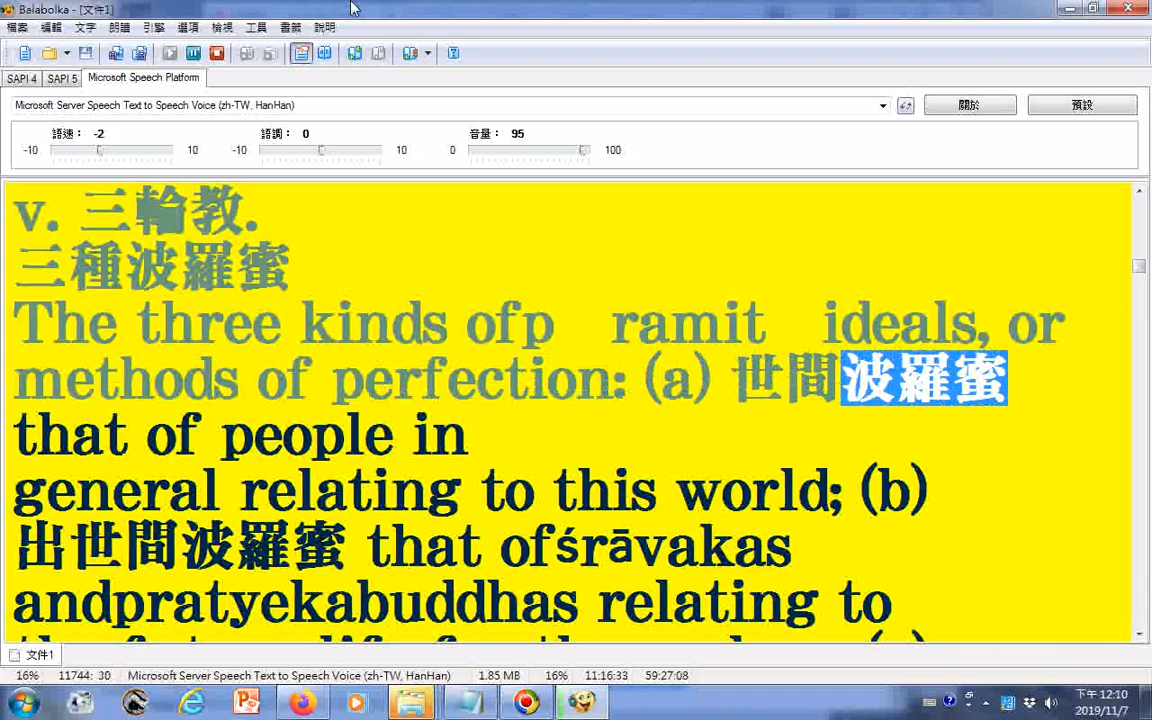 Balabolka - [文件1]
檔案 編輯 文字 朗讀 引擎 選項 檢視 工具 書籤 說明
SAPI 4 SAPI 5 Microsoft Speech Platform
Microsoft Server Speech Text to Speech Voice (zh-TW, HanHan) 關於 預設
語速： -2 語調： 0 音量： 95
-10 10 -10 10 0 100
v. 三輪教.
三種波羅蜜
The three kinds ofp ramit ideals, or
methods of perfection: (a) 世間波羅蜜
that of people in
general relating to this world; (b)
出世間波羅蜜 that ofśrāvakas
andpratyekabuddhas relating to
文件1
16% 11744: 30 Microsoft Server Speech Text to Speech Voice (zh-TW, HanHan) 1.85 MB 16% 11:16:33 59:27:08
下午 12:10
2019/11/7